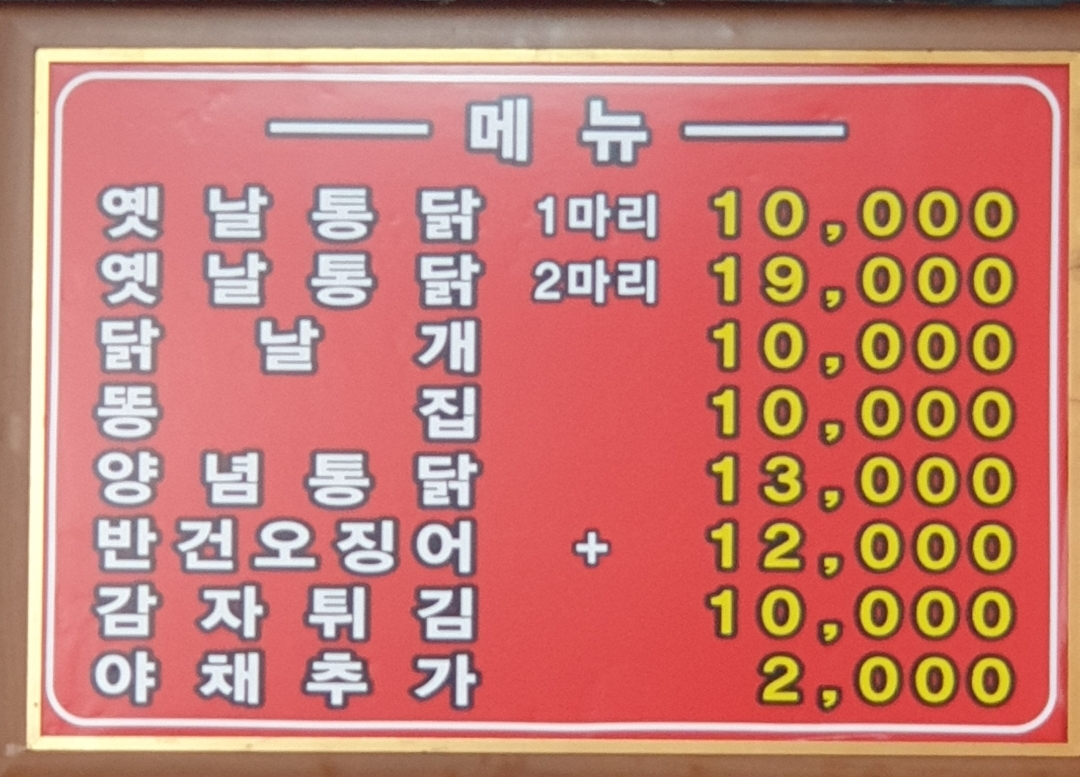 메뉴
옛날통닭 1마리 10,000
옛날통닭 2마리 19,000
닭날개 10,000
똥집 10,000
양념통닭 13,000
반건오징어 + 12,000
감자튀김 10,000
야채추가 2,000